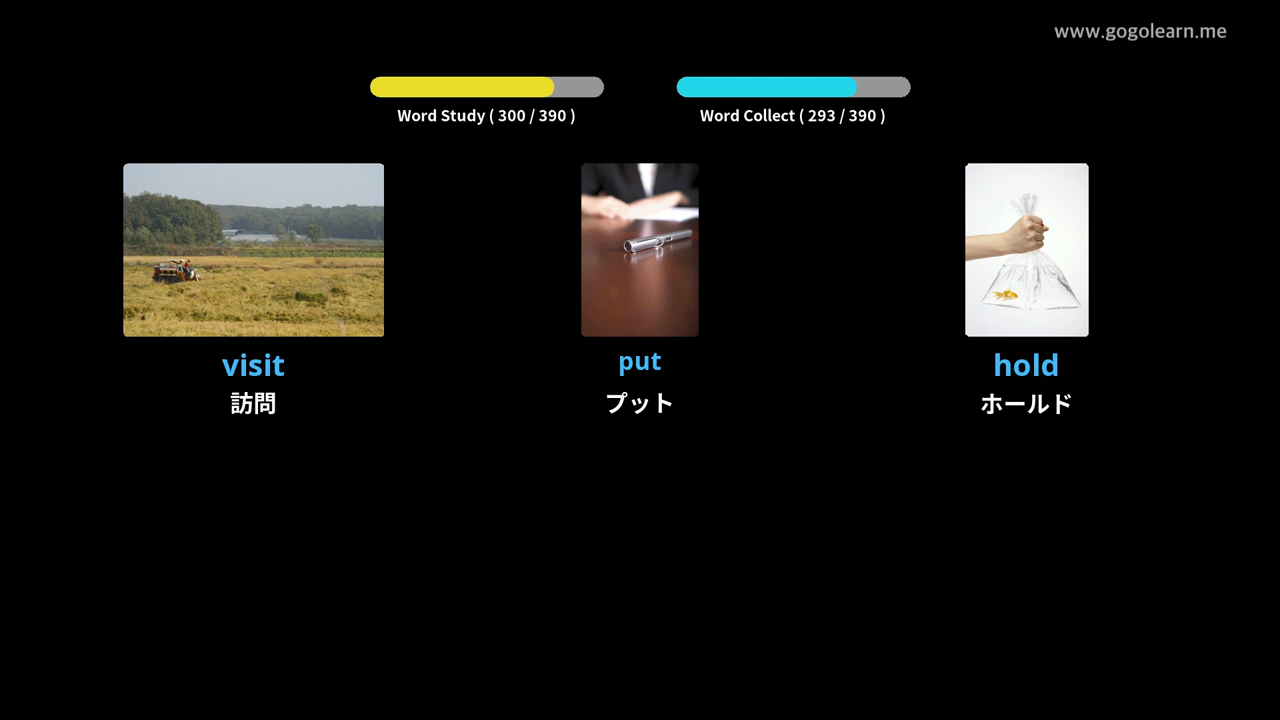 www.gogolearn.me
Word Study ( 300 / 390 )
Word Collect ( 293 / 390 )
visit
訪問
put
プット
hold
ホールド